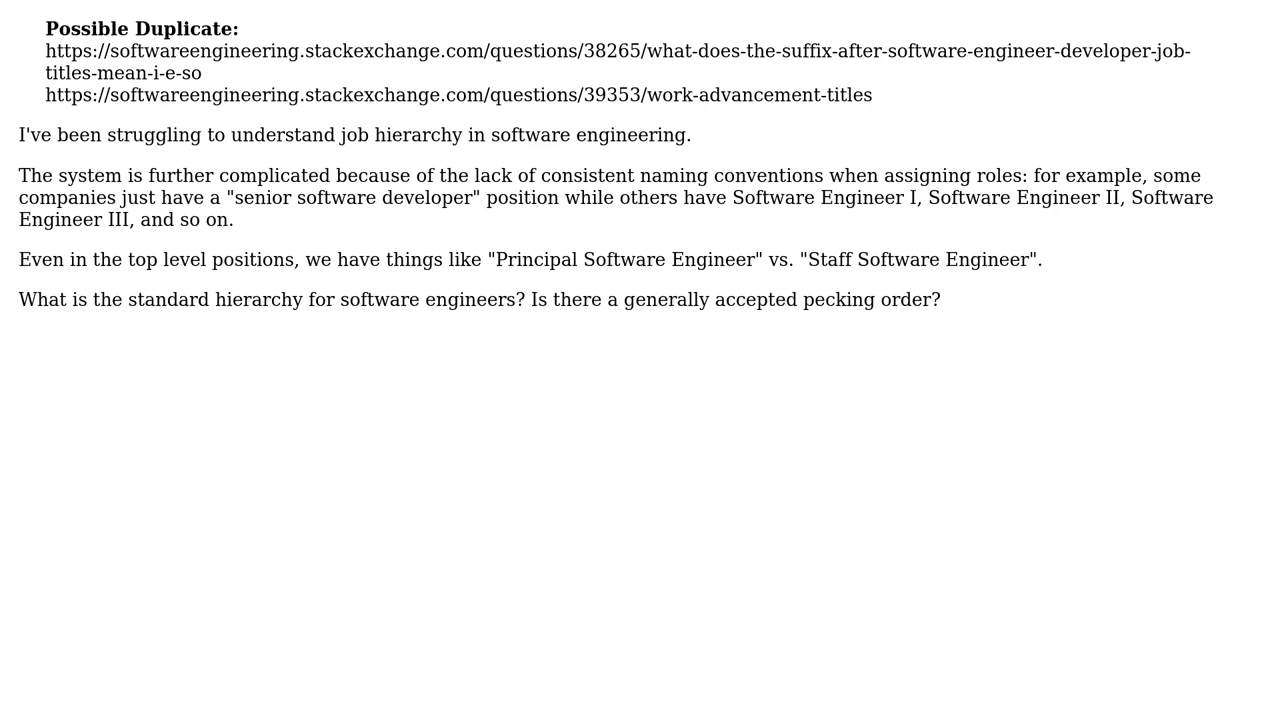 Possible Duplicate:
https://softwareengineering.stackexchange.com/questions/38265/what-does-the-suffix-after-software-engineer-developer-job-
titles-mean-i-e-so
https://softwareengineering.stackexchange.com/questions/39353/work-advancement-titles
I've been struggling to understand job hierarchy in software engineering.
The system is further complicated because of the lack of consistent naming conventions when assigning roles: for example, some
companies just have a "senior software developer" position while others have Software Engineer I, Software Engineer II, Software
Engineer III, and so on.
Even in the top level positions, we have things like "Principal Software Engineer" vs. "Staff Software Engineer".
What is the standard hierarchy for software engineers? Is there a generally accepted pecking order?